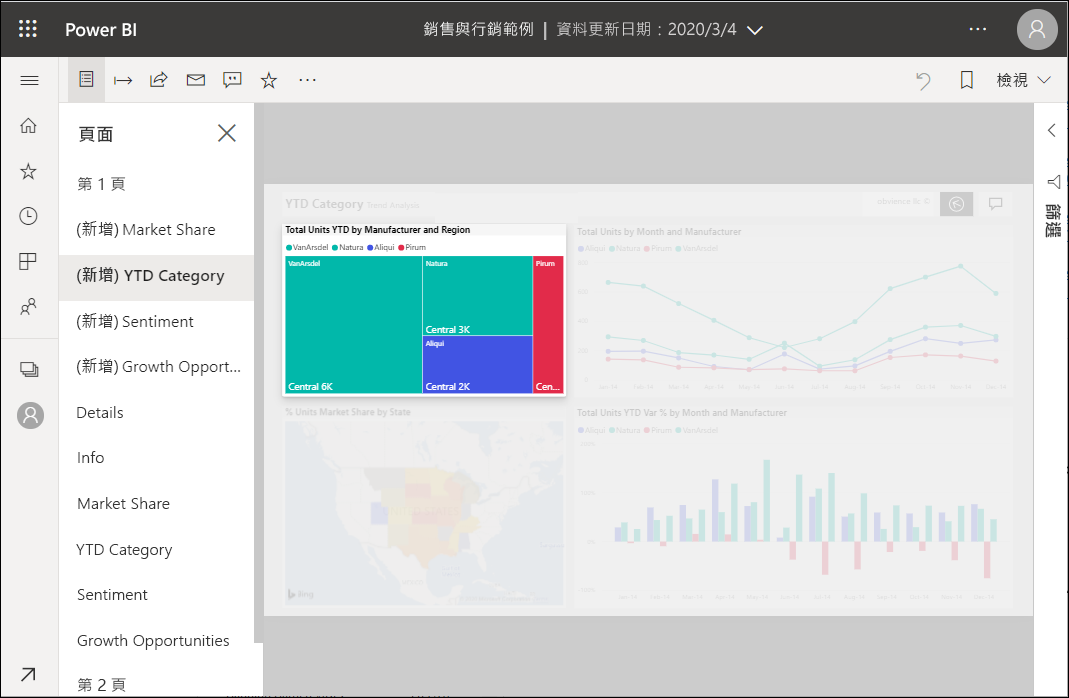 Power BI
銷售與行銷範例 | 資料更新日期：2020/3/4
檢視
頁面
第 1 頁
(新增) Market Share
(新增) YTD Category
(新增) Sentiment
(新增) Growth Opport...
Details
Info
Market Share
YTD Category
Sentiment
Growth Opportunities
第 2 頁
YTD Category Trend Analysis
Total Units YTD by Manufacturer and Region
VanArsdel Natura Aliqui Pirum
VanArsdel
Central 6K
Natura
Central 3K
Aliqui
Central 2K
Pirum
Cen...
Total Units by Month and Manufacturer
Aliqui Natura Pirum VanArsdel
% Units Market Share by State
bing
Total Units YTD Var % by Month and Manufacturer
Aliqui Natura Pirum VanArsdel
篩選